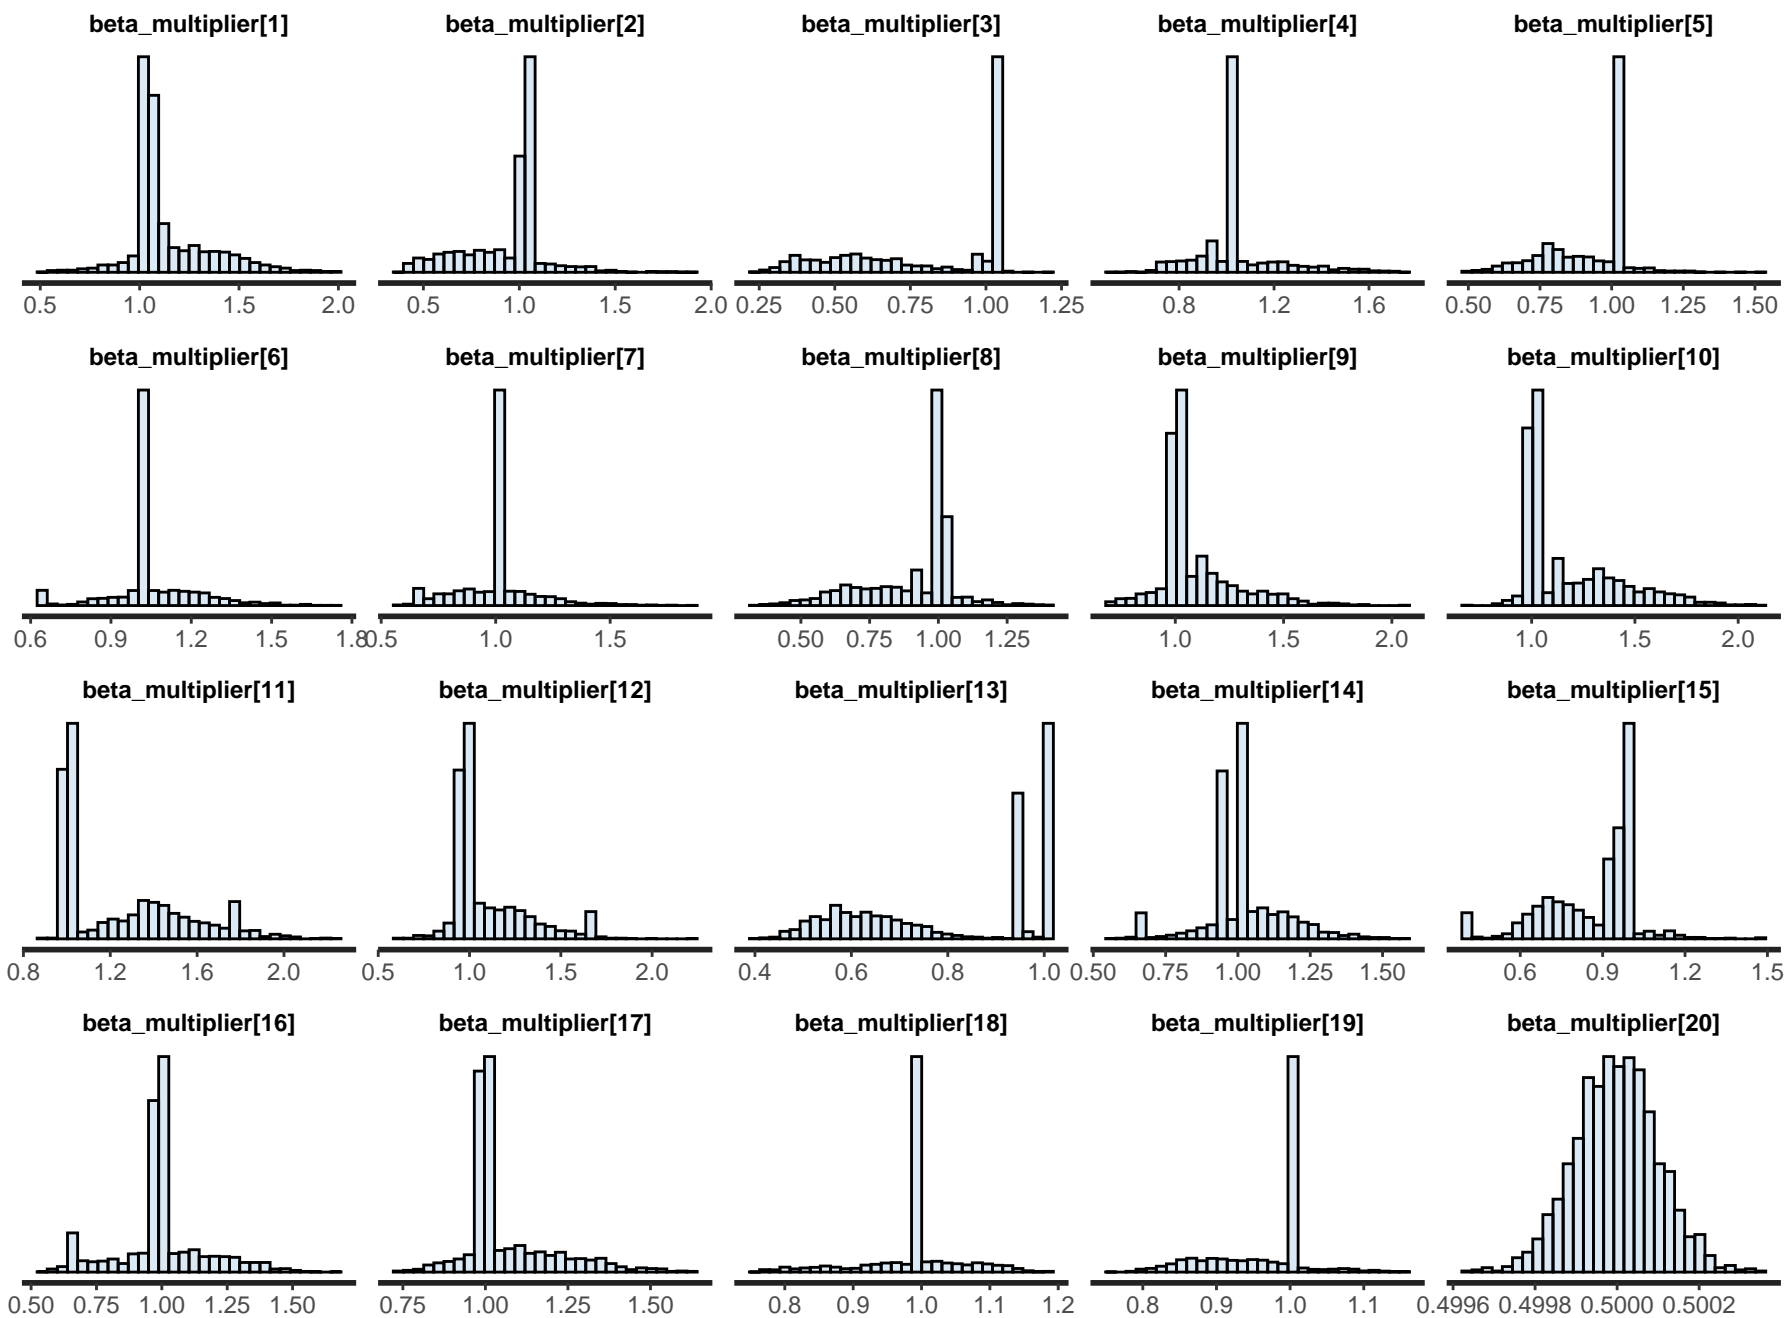 beta_multiplier[1] beta_multiplier[2] beta_multiplier[3] beta_multiplier[4] beta_multiplier[5]
0.5 1.0 1.5 2.0 0.5 1.0 1.5 2.0 0.25 0.50 0.75 1.00 1.25 0.8 1.2 1.6 0.50 0.75 1.00 1.25 1.50
beta_multiplier[6] beta_multiplier[7] beta_multiplier[8] beta_multiplier[9] beta_multiplier[10]
0.6 0.9 1.2 1.5 1.8 0.5 1.0 1.5 0.50 0.75 1.00 1.25 1.0 1.5 2.0 1.0 1.5 2.0
beta_multiplier[11] beta_multiplier[12] beta_multiplier[13] beta_multiplier[14] beta_multiplier[15]
0.8 1.2 1.6 2.0 0.5 1.0 1.5 2.0 0.4 0.6 0.8 1.0 0.50 0.75 1.00 1.25 1.50 0.6 0.9 1.2 1.5
beta_multiplier[16] beta_multiplier[17] beta_multiplier[18] beta_multiplier[19] beta_multiplier[20]
0.50 0.75 1.00 1.25 1.50 0.75 1.00 1.25 1.50 0.8 0.9 1.0 1.1 1.2 0.8 0.9 1.0 1.1 0.4996 0.4998 0.5000 0.5002